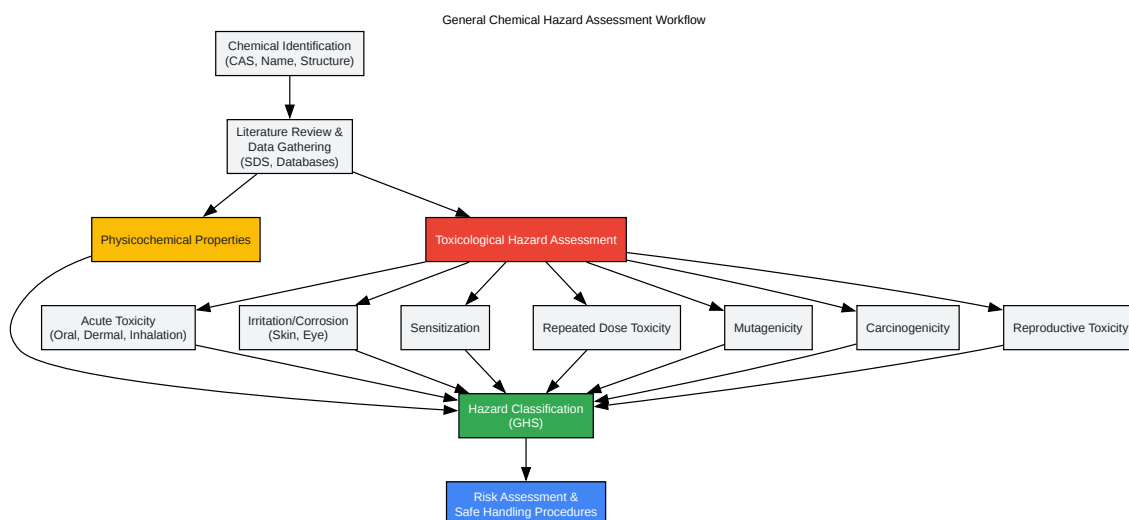 General Chemical Hazard Assessment Workflow
Chemical Identification
(CAS, Name, Structure)
Literature Review &
Data Gathering
(SDS, Databases)
Physicochemical Properties
Toxicological Hazard Assessment
Acute Toxicity
(Oral, Dermal, Inhalation)
Irritation/Corrosion
(Skin, Eye)
Sensitization
Repeated Dose Toxicity
Mutagenicity
Carcinogenicity
Reproductive Toxicity
Hazard Classification
(GHS)
Risk Assessment &
Safe Handling Procedures